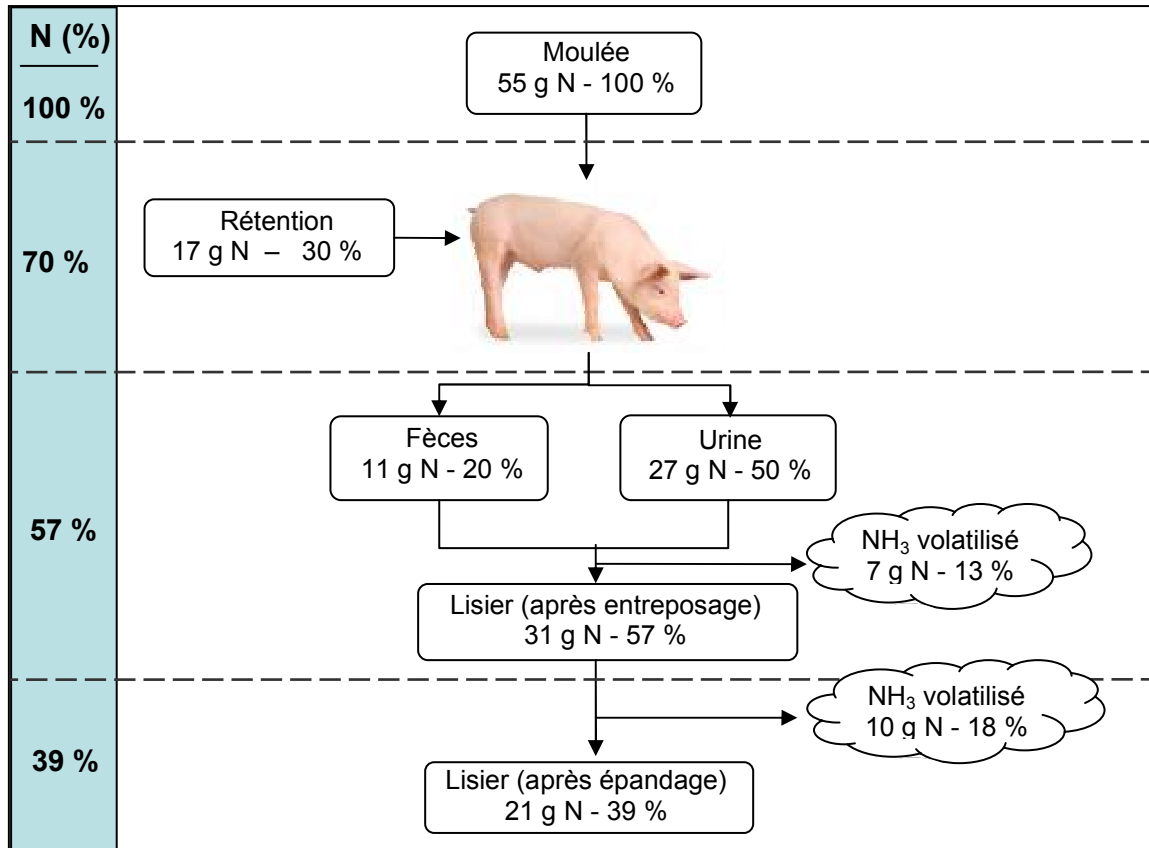 N (%)
100 %
Moulée
55 g N - 100 %
70 %
Rétention
17 g N – 30 %
57 %
Fèces
11 g N - 20 %
Urine
27 g N - 50 %
NH₃ volatilisé
7 g N - 13 %
Lisier (après entreposage)
31 g N - 57 %
39 %
NH₃ volatilisé
10 g N - 18 %
Lisier (après épandage)
21 g N - 39 %